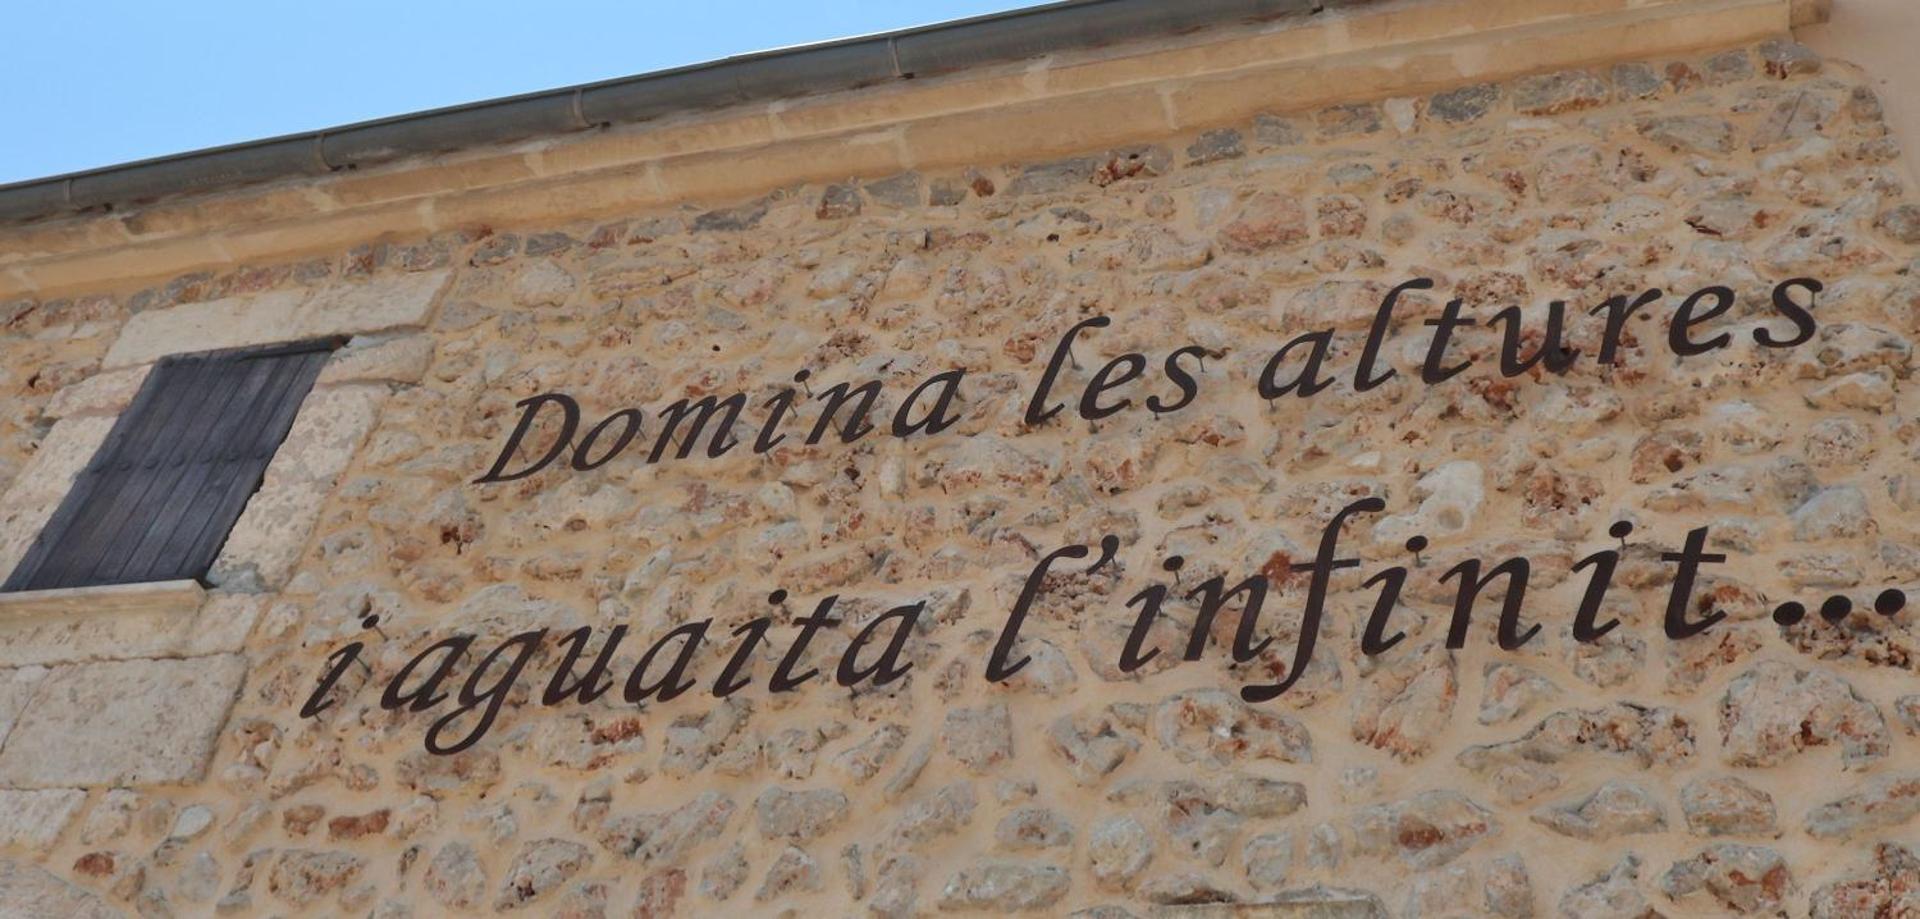 Domina les altures
i aguaita l’infinit...